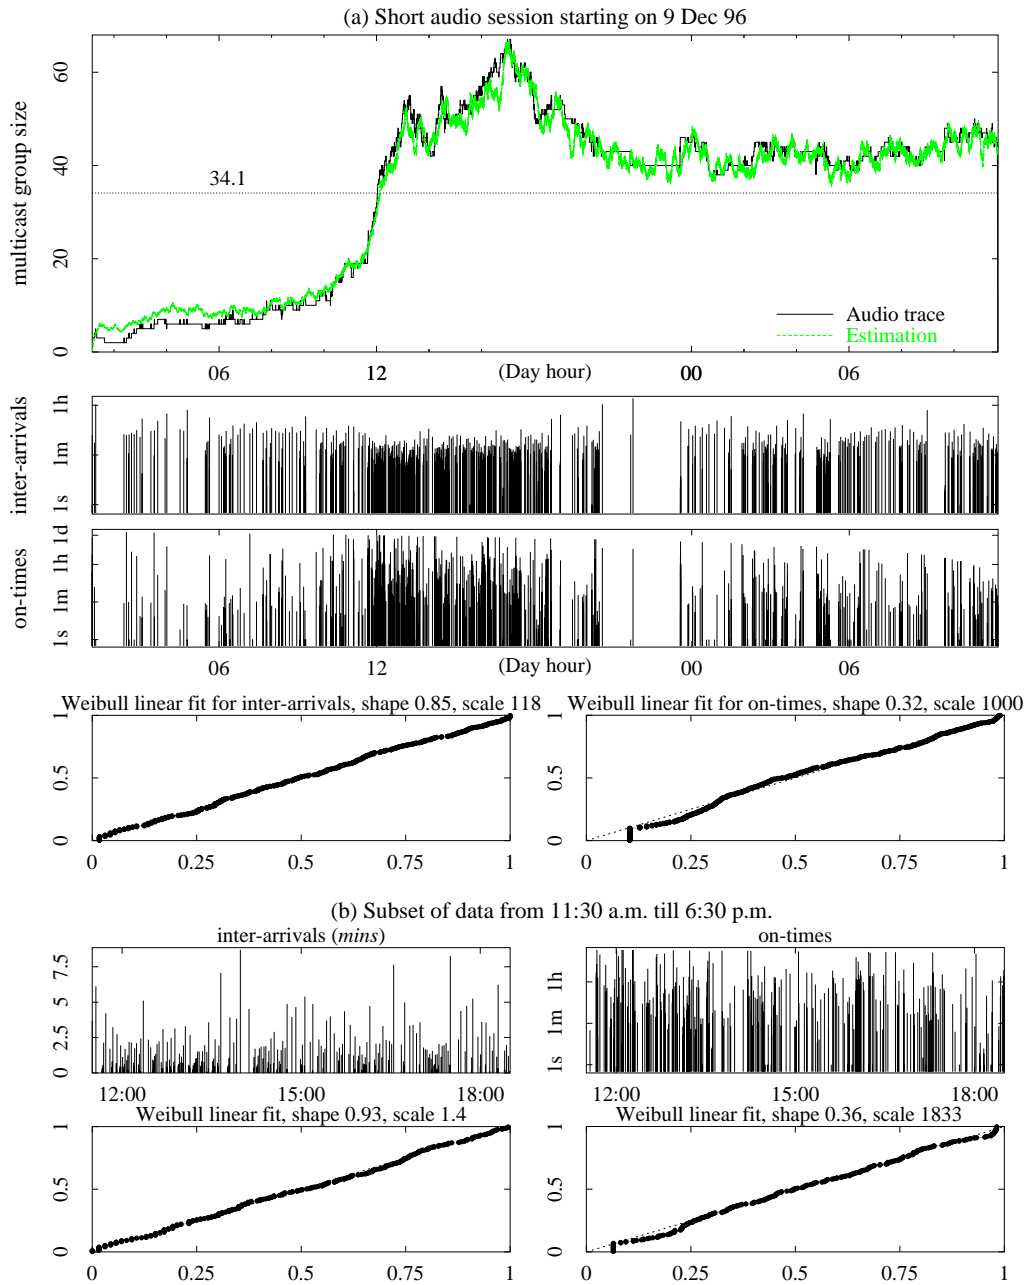 (a) Short audio session starting on 9 Dec 96
multicast group size
60
40
20
0
34.1
Audio trace
Estimation
06 12 (Day hour) 00 06
inter-arrivals
1h
1m
1s
on-times
1d
1h
1m
1s
06 12 (Day hour) 00 06
Weibull linear fit for inter-arrivals, shape 0.85, scale 118
1
0.5
0
0 0.25 0.5 0.75 1
Weibull linear fit for on-times, shape 0.32, scale 1000
1
0.5
0
0 0.25 0.5 0.75 1
(b) Subset of data from 11:30 a.m. till 6:30 p.m.
inter-arrivals (mins)
7.5
5
2.5
0
12:00 15:00 18:00
on-times
1h
1m
1s
12:00 15:00 18:00
Weibull linear fit, shape 0.93, scale 1.4
1
0.5
0
0 0.25 0.5 0.75 1
Weibull linear fit, shape 0.36, scale 1833
1
0.5
0
0 0.25 0.5 0.75 1